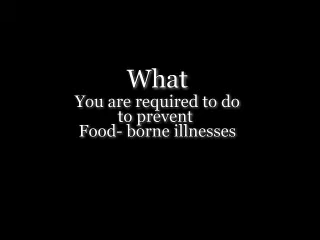 What
You are required to do
to prevent
Food- borne illnesses